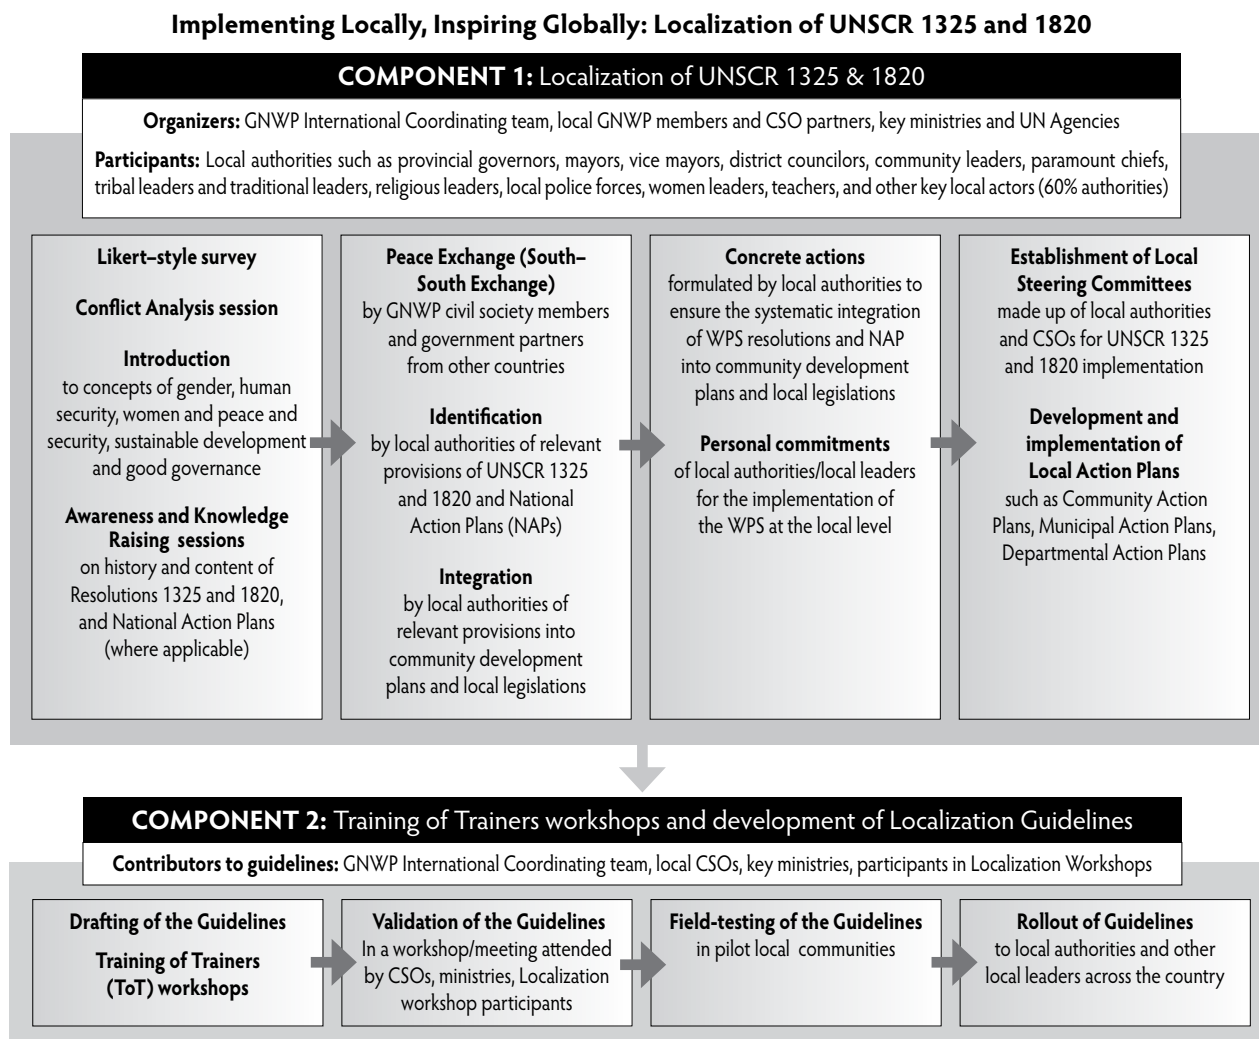 Implementing Locally, Inspiring Globally: Localization of UNSCR 1325 and 1820
COMPONENT 1: Localization of UNSCR 1325 & 1820
Organizers: GNWP International Coordinating team, local GNWP members and CSO partners, key ministries and UN Agencies
Participants: Local authorities such as provincial governors, mayors, vice mayors, district councilors, community leaders, paramount chiefs,
tribal leaders and traditional leaders, religious leaders, local police forces, women leaders, teachers, and other key local actors (60% authorities)
Likert–style survey
Conflict Analysis session
Introduction
to concepts of gender, human
security, women and peace and
security, sustainable development
and good governance
Awareness and Knowledge
Raising sessions
on history and content of
Resolutions 1325 and 1820,
and National Action Plans
(where applicable)
Peace Exchange (South–
South Exchange)
by GNWP civil society members
and government partners
from other countries
Identification
by local authorities of relevant
provisions of UNSCR 1325
and 1820 and National
Action Plans (NAPs)
Integration
by local authorities of
relevant provisions into
community development
plans and local legislations
Concrete actions
formulated by local authorities to
ensure the systematic integration
of WPS resolutions and NAP
into community development
plans and local legislations
Personal commitments
of local authorities/local leaders
for the implementation of
the WPS at the local level
Establishment of Local
Steering Committees
made up of local authorities
and CSOs for UNSCR 1325
and 1820 implementation
Development and
implementation of
Local Action Plans
such as Community Action
Plans, Municipal Action Plans,
Departmental Action Plans
COMPONENT 2: Training of Trainers workshops and development of Localization Guidelines
Contributors to guidelines: GNWP International Coordinating team, local CSOs, key ministries, participants in Localization Workshops
Drafting of the Guidelines
Training of Trainers
(ToT) workshops
Validation of the Guidelines
In a workshop/meeting attended
by CSOs, ministries, Localization
workshop participants
Field-testing of the Guidelines
in pilot local communities
Rollout of Guidelines
to local authorities and other
local leaders across the country